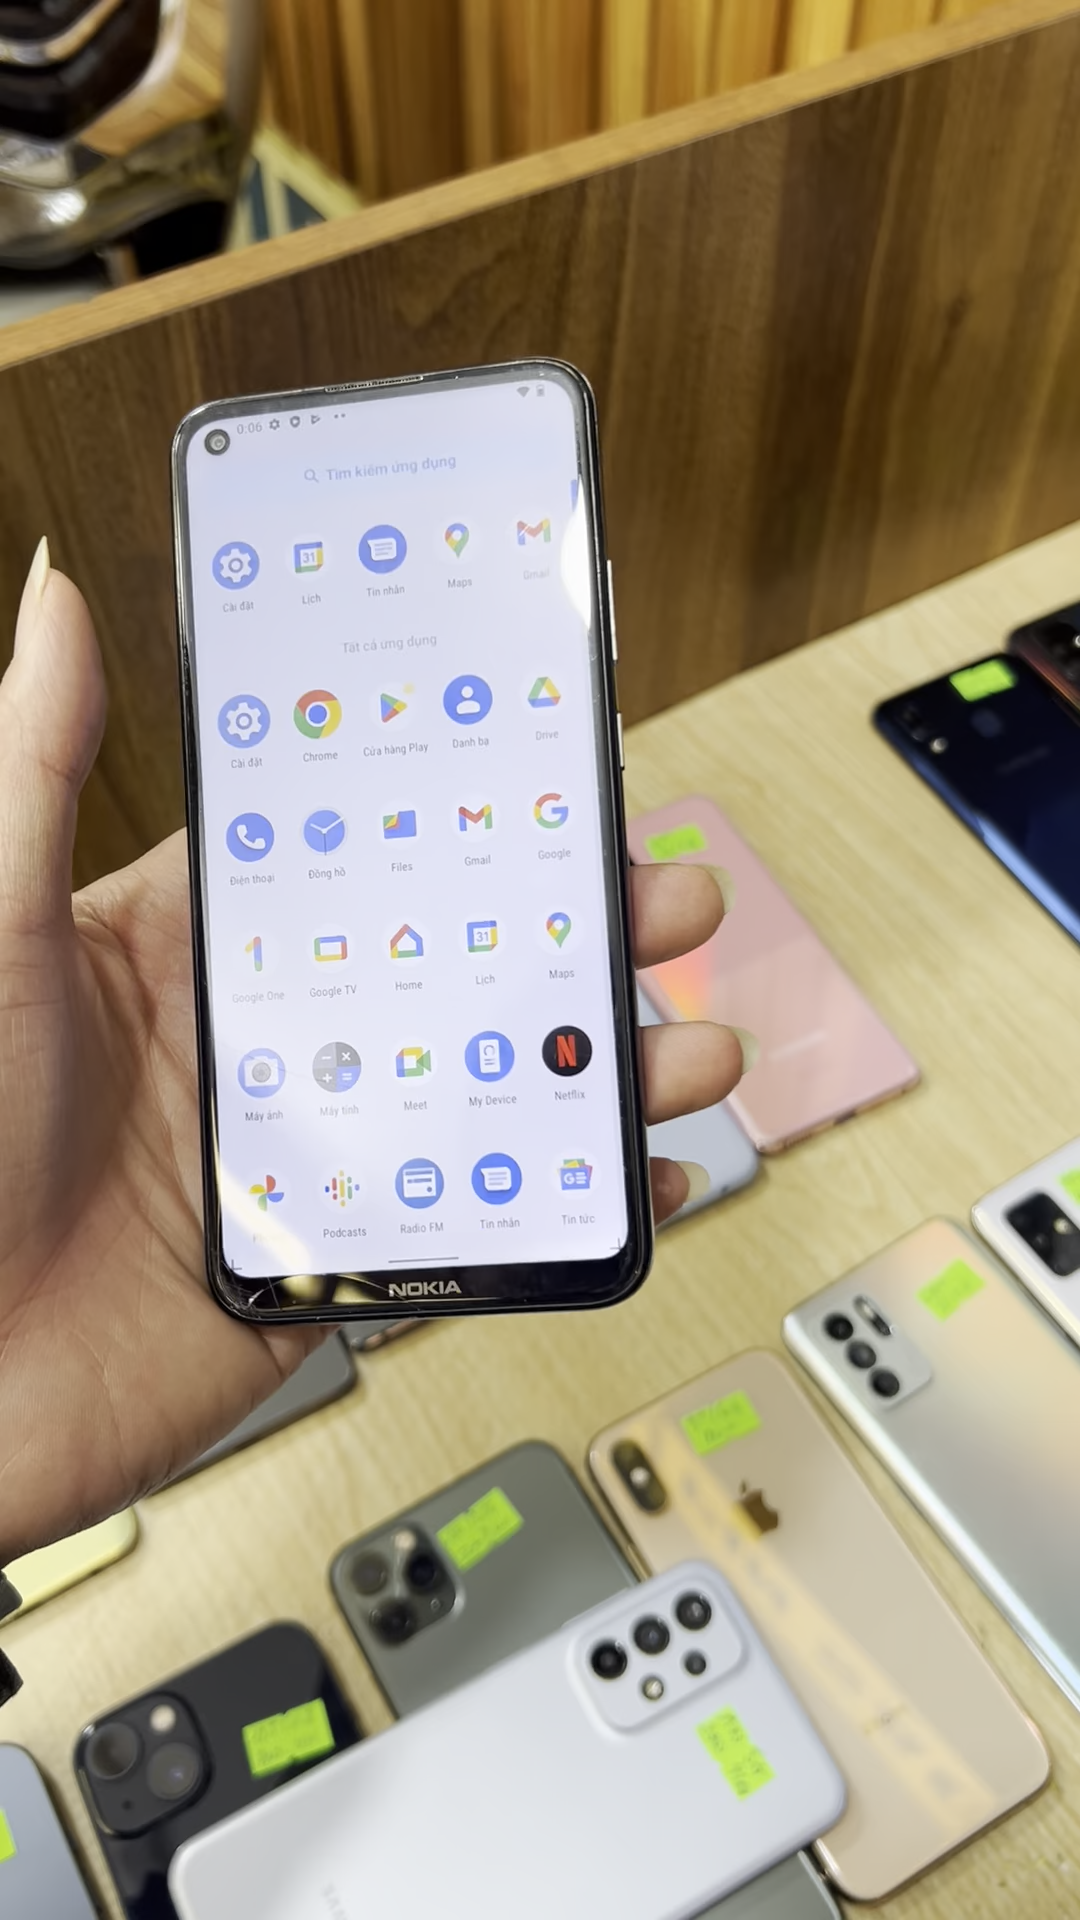 0:06
Tìm kiếm ứng dụng
31
Cài đặt
Lịch
Tin nhắn
Maps
Gmail
Tất cả ứng dụng
Cài đặt
Chrome
Cửa hàng Play
Danh bạ
Drive
Điện thoại
Đồng hồ
Files
Gmail
Google
31
Google One
Google TV
Home
Lịch
Maps
Máy ảnh
Máy tính
Meet
My Device
Netflix
Podcasts
Radio FM
Tin nhắn
Tin tức
NOKIA